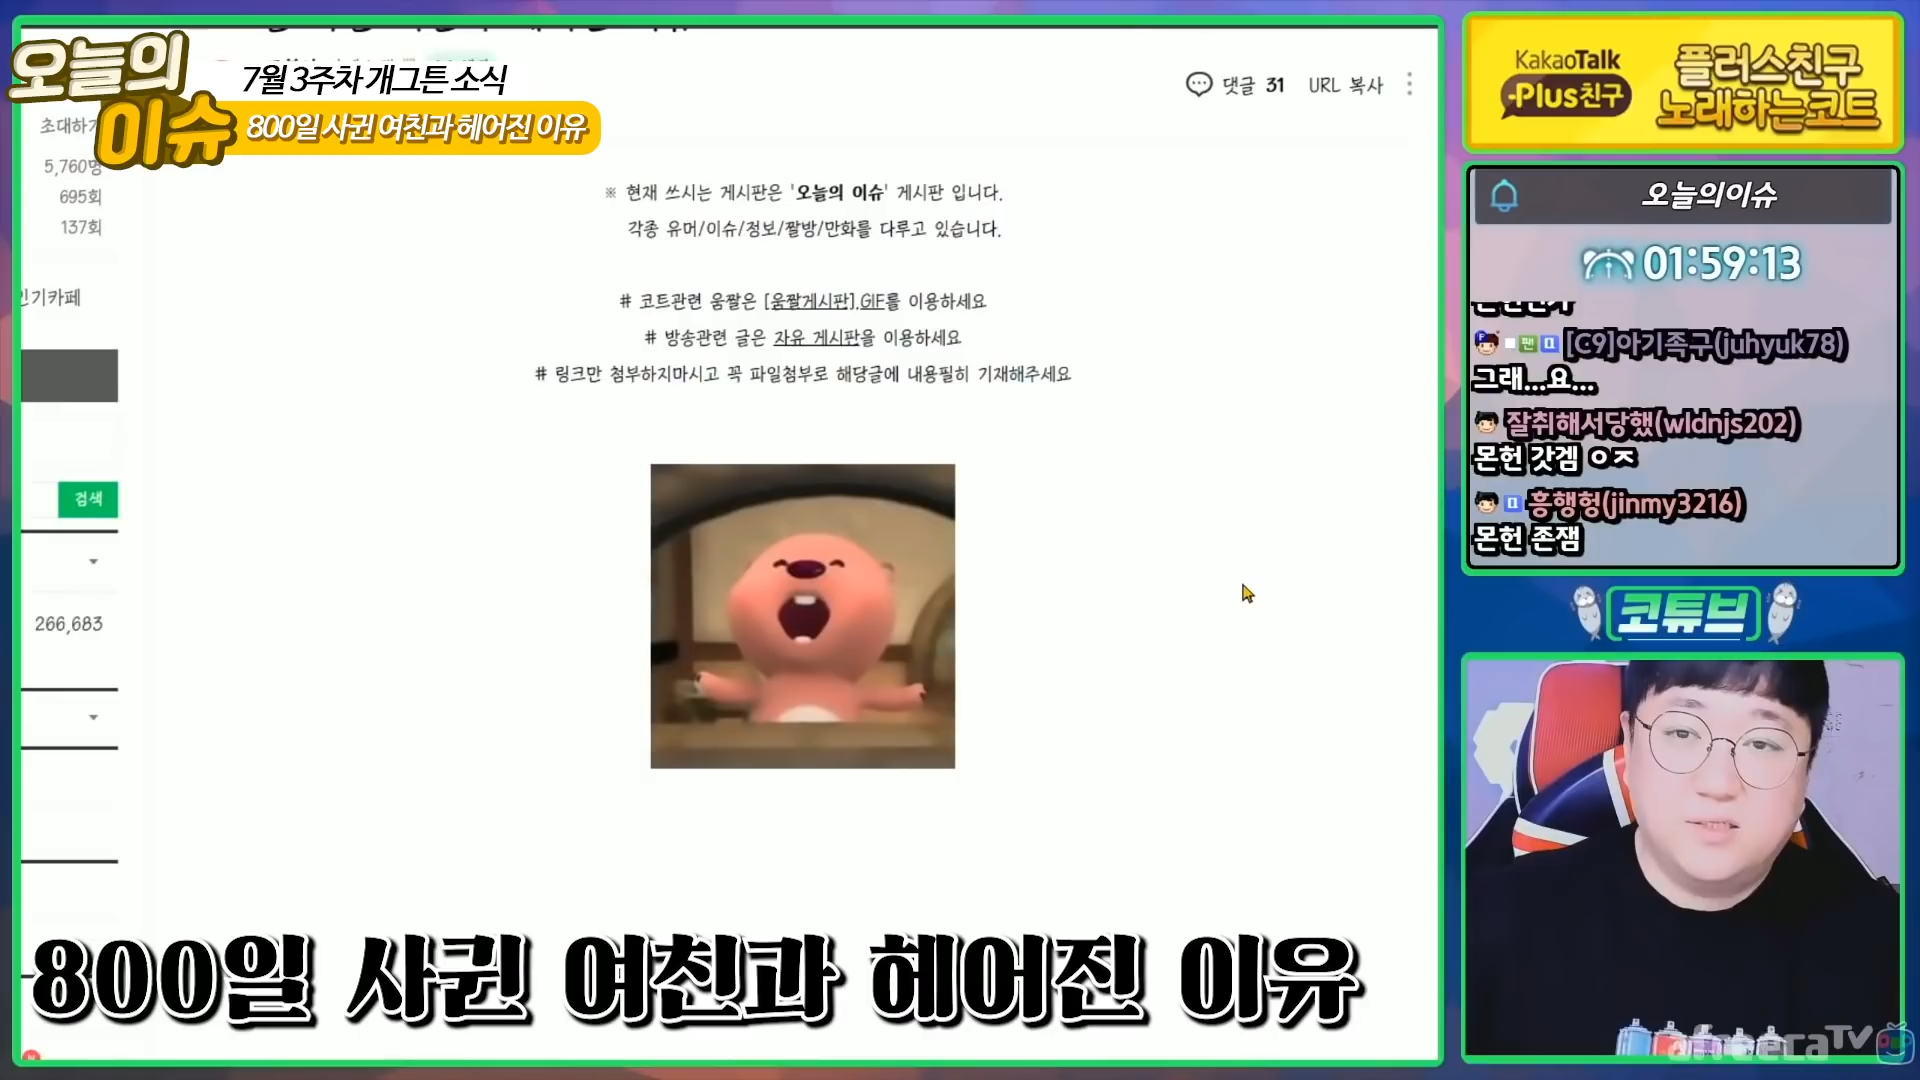 오늘의
이슈
7월 3주차 개그튼 소식
800일 사귄 여친과 헤어진 이유
댓글 31 URL 복사
5,760명
695회
137회
인기카페
검색
266,683
※ 현재 쓰시는 게시판은 '오늘의 이슈' 게시판 입니다.
각종 유머/이슈/정보/짤방/만화를 다루고 있습니다.
# 코트관련 움짤은 [움짤게시판].GIF를 이용하세요
# 방송관련 글은 자유 게시판을 이용하세요
# 링크만 첨부하지마시고 꼭 파일첨부로 해당글에 내용필히 기재해주세요
800일 사귄 여친과 헤어진 이유
KakaoTalk
Plus친구
플러스친구
노래하는코트
오늘의이슈
01:59:13
팬 [C9]아기족구(juhyuk78)
그래...요...
잘취해서당했(wldnjs202)
몬헌 갓겜 ㅇㅈ
흥행헝(jinmy3216)
몬헌 존잼
코튜브
afreecaTV